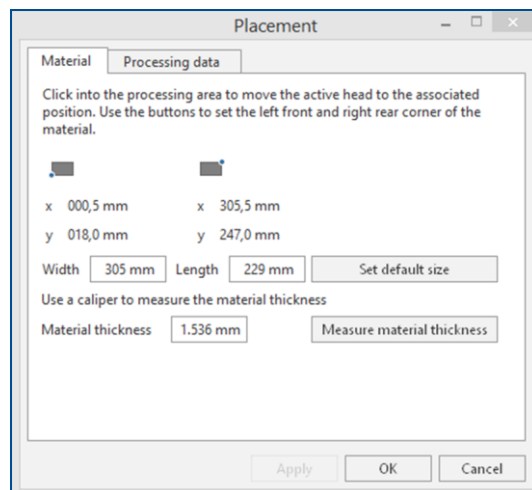 Placement
Material Processing data
Click into the processing area to move the active head to the associated
position. Use the buttons to set the left front and right rear corner of the
material.
x 000,5 mm x 305,5 mm
y 018,0 mm y 247,0 mm
Width 305 mm Length 229 mm Set default size
Use a caliper to measure the material thickness
Material thickness 1.536 mm Measure material thickness
Apply OK Cancel